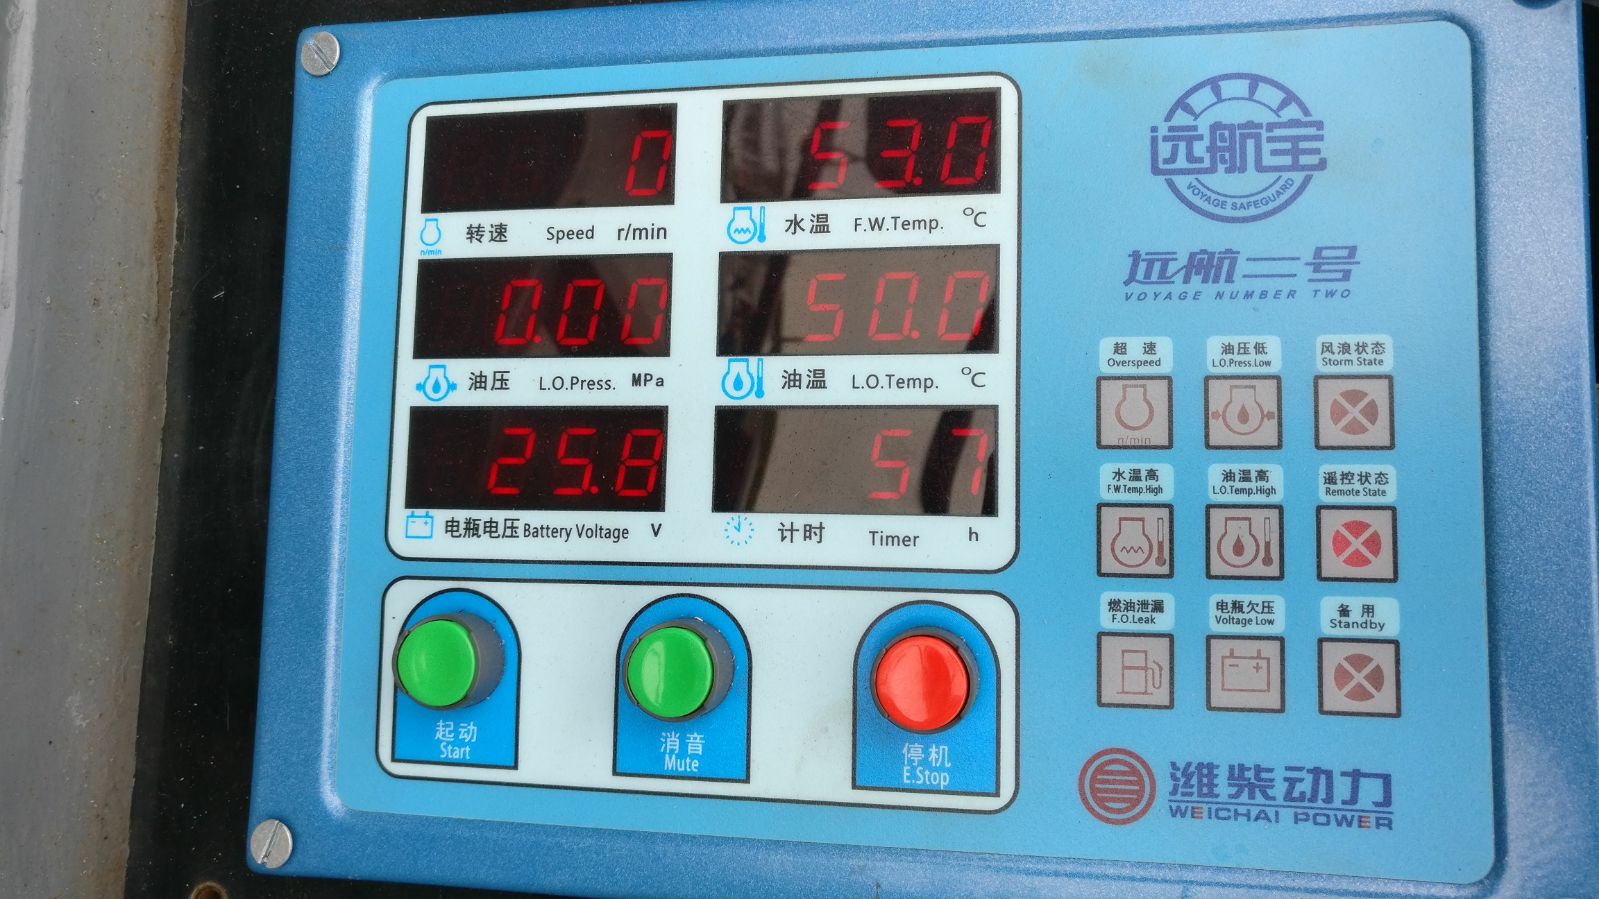 0
53.0
n/min
转速 Speed r/min
水温 F.W.Temp. ℃
0.00
50.0
油压 L.O.Press. MPa
油温 L.O.Temp. ℃
25.8
57
电瓶电压 Battery Voltage V
计时 Timer h
起动
Start
消音
Mute
停机
E.Stop
远航宝
VOYAGE SAFEGUARD
远航二号
VOYAGE NUMBER TWO
超速
Overspeed
n/min
油压低
L.O.Press.Low
风浪状态
Storm State
水温高
F.W.Temp.High
油温高
L.O.Temp.High
遥控状态
Remote State
燃油泄漏
F.O.Leak
电瓶欠压
Voltage Low
备用
Standby
潍柴动力
WEICHAI POWER